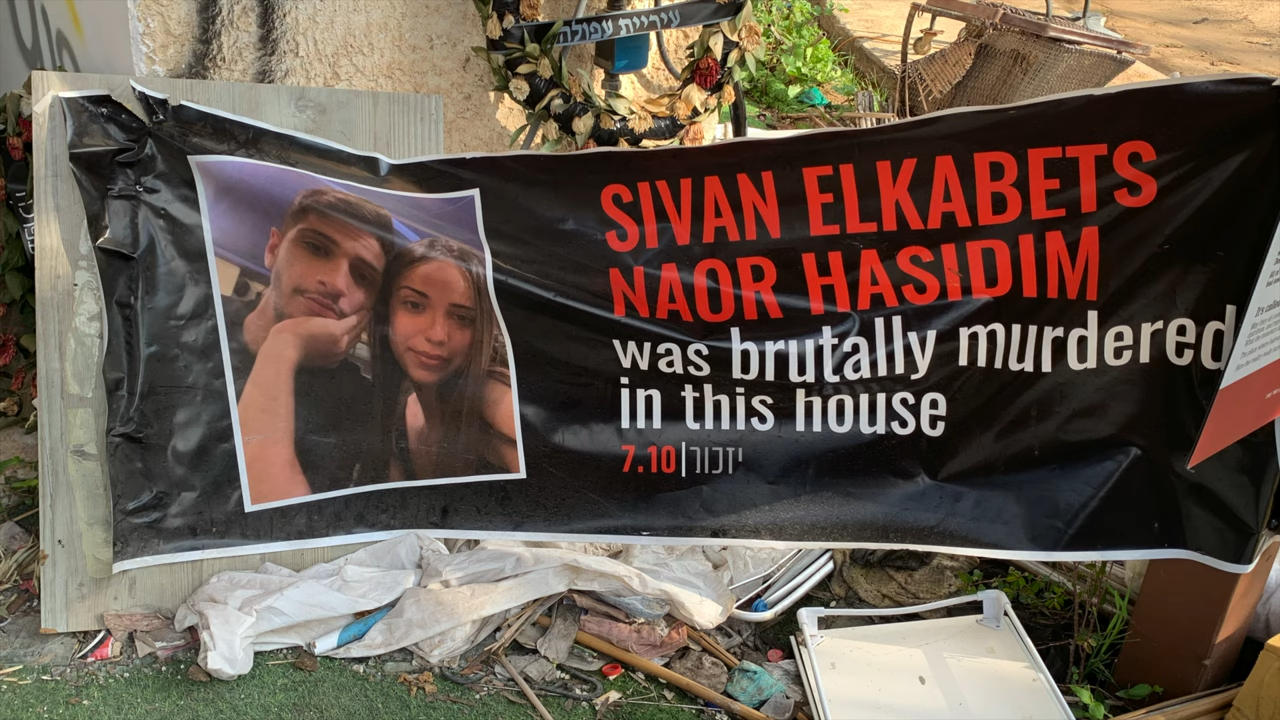 עיריית עפולה
SIVAN ELKABETS
NAOR HASIDIM
was brutally murdered
in this house
7.10|יזכור